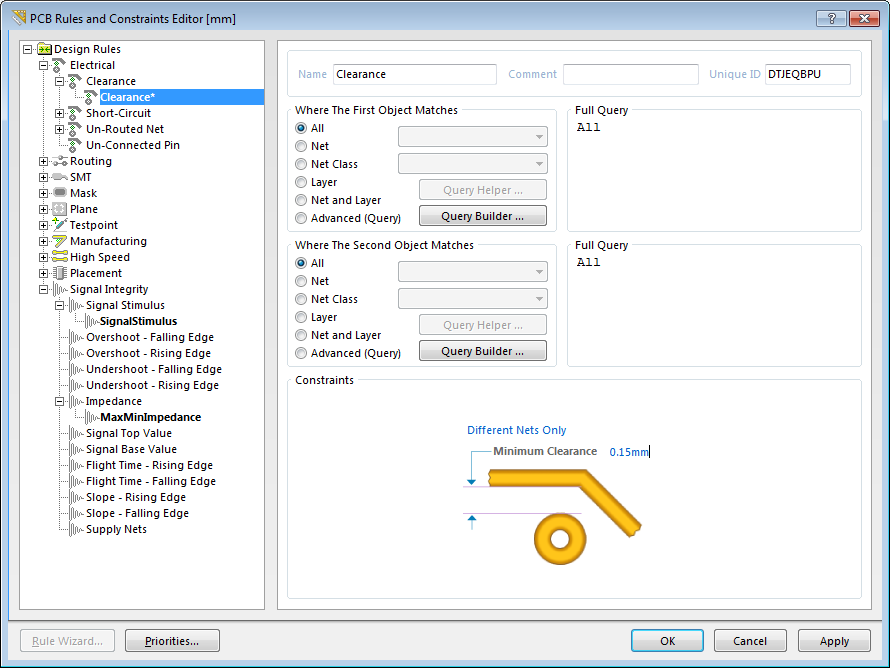 PCB Rules and Constraints Editor [mm]
Design Rules
Electrical
Clearance
Clearance*
Short-Circuit
Un-Routed Net
Un-Connected Pin
Routing
SMT
Mask
Plane
Testpoint
Manufacturing
High Speed
Placement
Signal Integrity
Signal Stimulus
SignalStimulus
Overshoot - Falling Edge
Overshoot - Rising Edge
Undershoot - Falling Edge
Undershoot - Rising Edge
Impedance
MaxMinImpedance
Signal Top Value
Signal Base Value
Flight Time - Rising Edge
Flight Time - Falling Edge
Slope - Rising Edge
Slope - Falling Edge
Supply Nets
Name Clearance Comment Unique ID DTJEQBPU
Where The First Object Matches
All
Net
Net Class
Layer
Net and Layer
Advanced (Query)
Query Helper ...
Query Builder ...
Full Query
All
Where The Second Object Matches
All
Net
Net Class
Layer
Net and Layer
Advanced (Query)
Query Helper ...
Query Builder ...
Full Query
All
Constraints
Different Nets Only
Minimum Clearance 0.15mm
Rule Wizard... Priorities... OK Cancel Apply